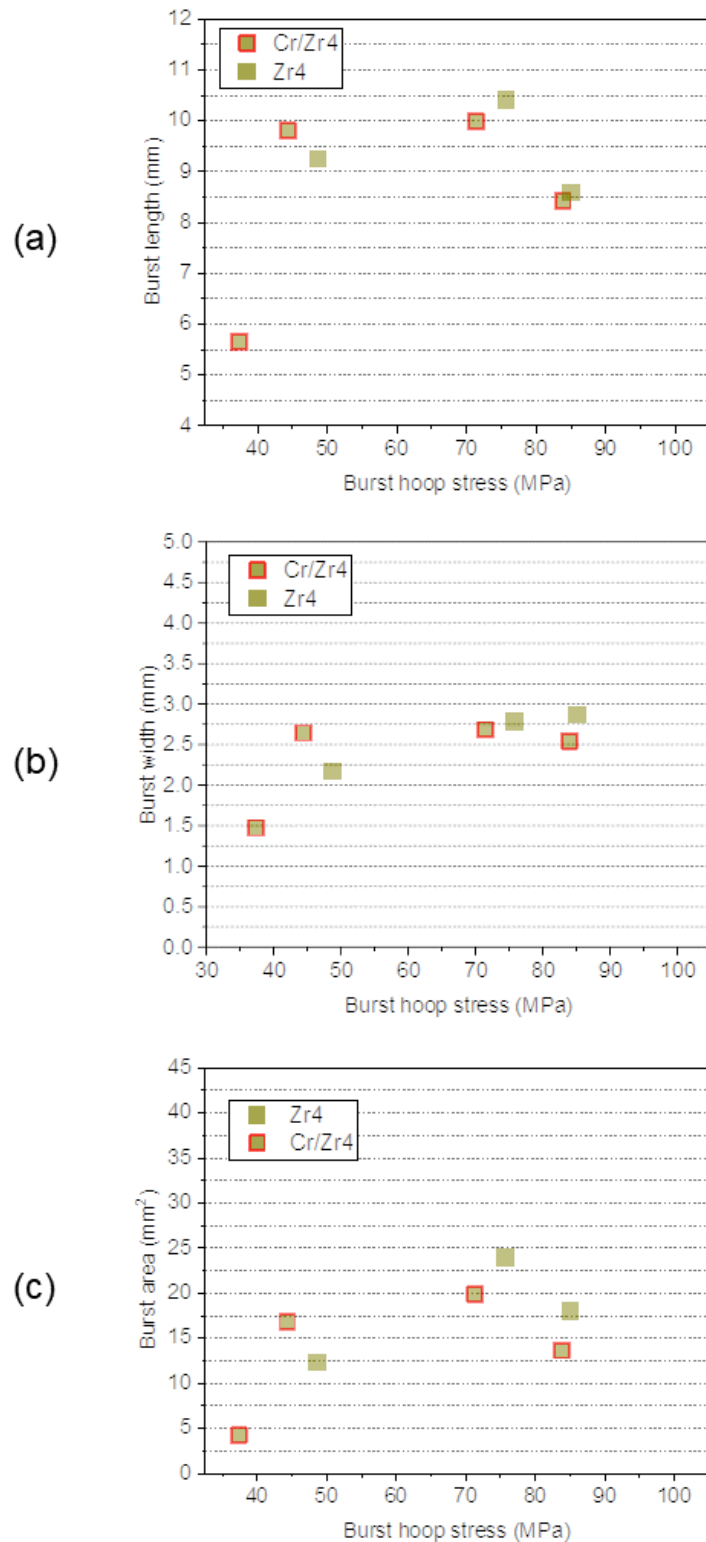 (a)
Burst length (mm)
12
11
10
9
8
7
6
5
4
Cr/Zr4
Zr4
40 50 60 70 80 90 100
Burst hoop stress (MPa)
(b)
Burst width (mm)
5.0
4.5
4.0
3.5
3.0
2.5
2.0
1.5
1.0
0.5
0.0
Cr/Zr4
Zr4
30 40 50 60 70 80 90 100
Burst hoop stress (MPa)
(c)
Burst area (mm²)
45
40
35
30
25
20
15
10
5
0
Zr4
Cr/Zr4
40 50 60 70 80 90 100
Burst hoop stress (MPa)